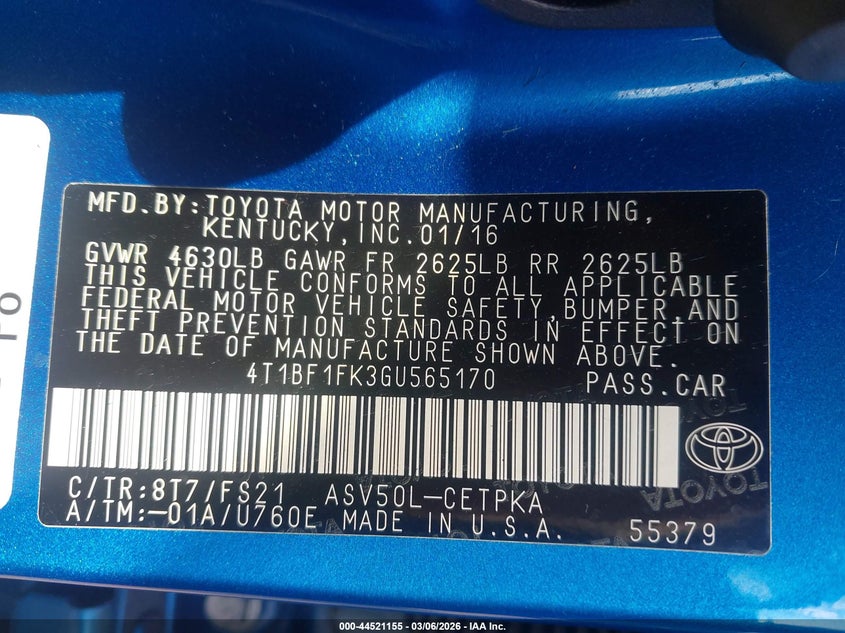 MFD.BY:TOYOTA MOTOR MANUFACTURING,
KENTUCKY,INC.01/16
GVWR 4630LB GAWR FR 2625LB RR 2625LB
THIS VEHICLE CONFORMS TO ALL APPLICABLE
FEDERAL MOTOR VEHICLE SAFETY,BUMPER,AND
THEFT PREVENTION STANDARDS IN EFFECT ON
THE DATE OF MANUFACTURE SHOWN ABOVE.
4T1BF1FK3GU565170 PASS.CAR
C/TR:8T7/FS21 ASV50L-CETPKA
A/TM:-01A/U760E MADE IN U.S.A. 55379
TOYOTA
TOYOTA
000-44521155 - 03/06/2026 - IAA Inc.